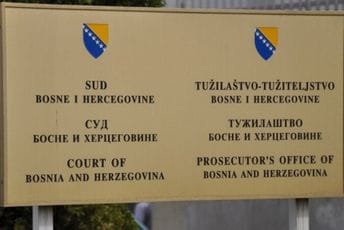 SUD
BOSNE I HERCEGOVINE
СУД
БОСНЕ И ХЕРЦЕГОВИНЕ
COURT OF
BOSNIA AND HERZEGOVINA
TUŽILAŠTVO-TUŽITELJSTVO
BOSNE I HERCEGOVINE
ТУЖИЛАШТВО
БОСНЕ И ХЕРЦЕГОВИНЕ
PROSECUTOR'S OFFICE OF
BOSNIA AND HERZEGOVINA